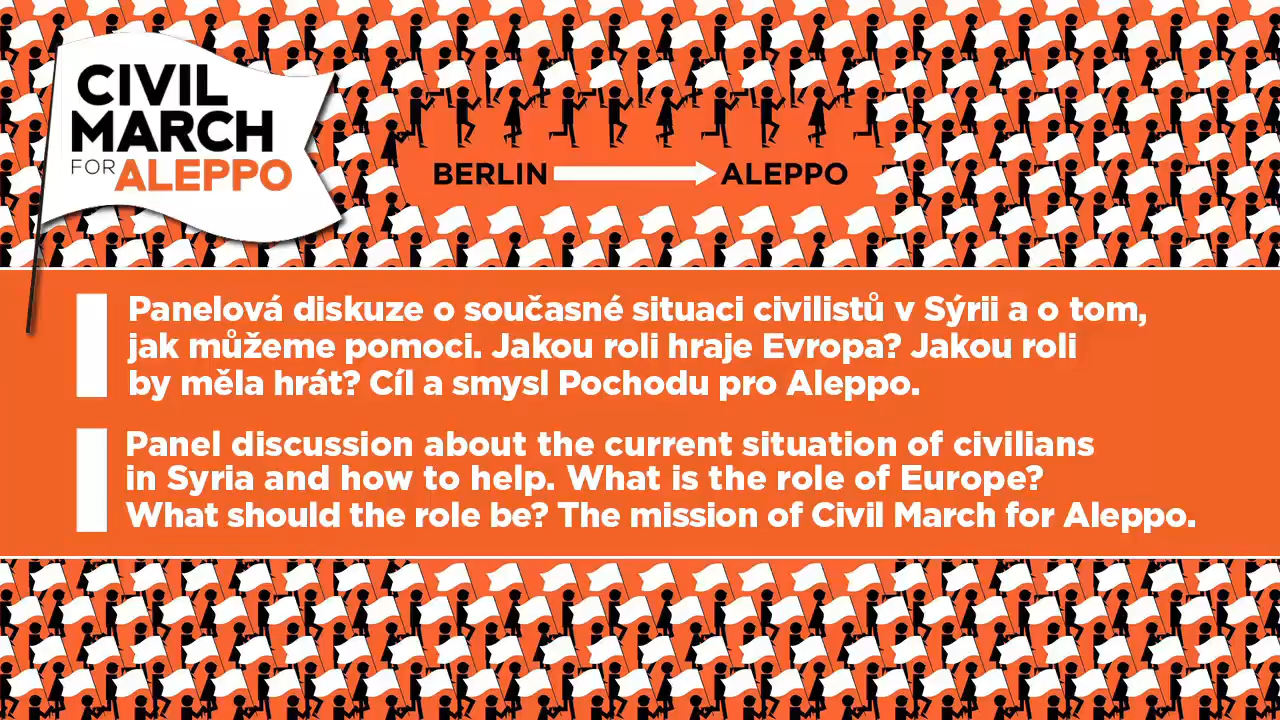 CIVIL
MARCH
FOR ALEPPO
BERLIN ALEPPO
Panelová diskuze o současné situaci civilistů v Sýrii a o tom,
jak můžeme pomoci. Jakou roli hraje Evropa? Jakou roli
by měla hrát? Cíl a smysl Pochodu pro Aleppo.
Panel discussion about the current situation of civilians
in Syria and how to help. What is the role of Europe?
What should the role be? The mission of Civil March for Aleppo.